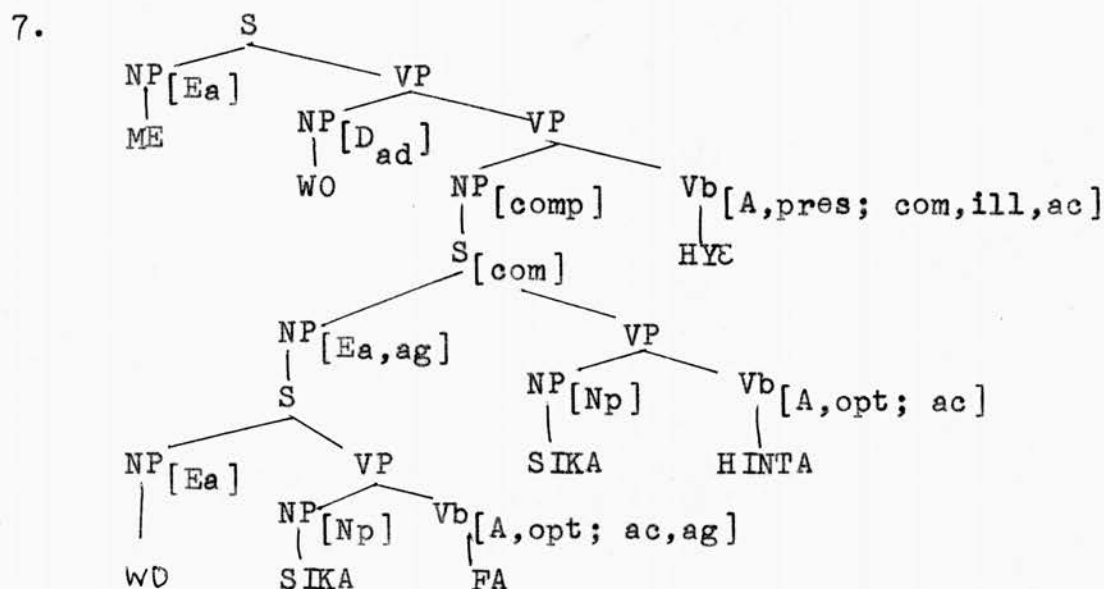 7.
S
NP[Ea] VP
ME NP[D_ad] VP
WO NP[comp] Vb[A,pres; com,ill,ac]
S[com] HYƐ
NP[Ea,ag] VP
S NP[Np] Vb[A,opt; ac]
NP[Ea] VP SIKA HINTA
NP[Np] Vb[A,opt; ac,ag]
WO SIKA FA